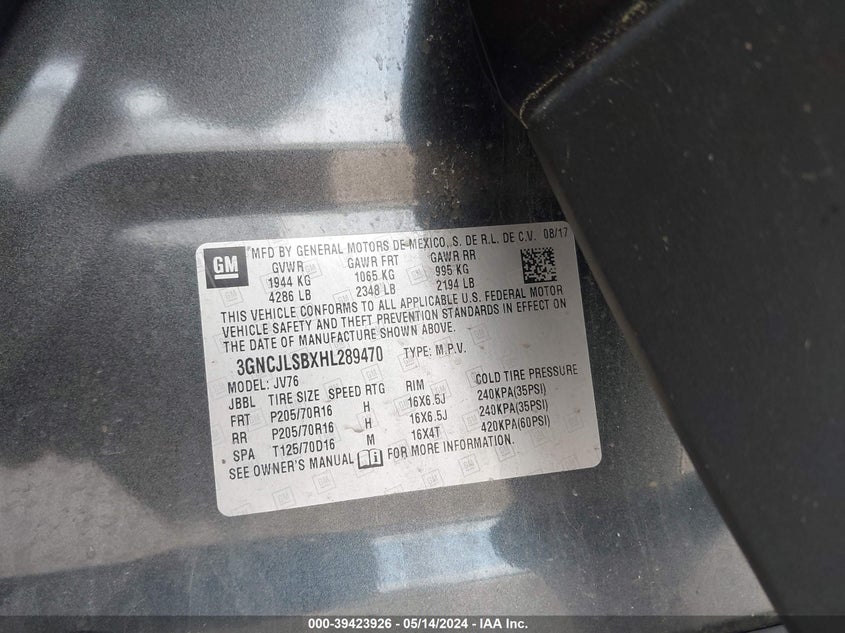 GM
*MFD BY GENERAL MOTORS DE MEXICO, S. DE R.L. DE C.V. 08/17
GVWR GAWR FRT GAWR RR
1944 KG 1065 KG 995 KG
4286 LB 2348 LB 2194 LB
THIS VEHICLE CONFORMS TO ALL APPLICABLE U.S. FEDERAL MOTOR
VEHICLE SAFETY AND THEFT PREVENTION STANDARDS IN EFFECT ON
THE DATE OF MANUFACTURE SHOWN ABOVE.
3GNCJLSBXHL289470 TYPE: M.P.V.
MODEL: JV76
JBBL TIRE SIZE SPEED RTG RIM COLD TIRE PRESSURE
FRT P205/70R16 H 16X6.5J 240KPA(35PSI)
RR P205/70R16 H 16X6.5J 240KPA(35PSI)
SPA T125/70D16 M 16X4T 420KPA(60PSI)
SEE OWNER'S MANUAL i FOR MORE INFORMATION.
000-39423926 - 05/14/2024 - IAA Inc.